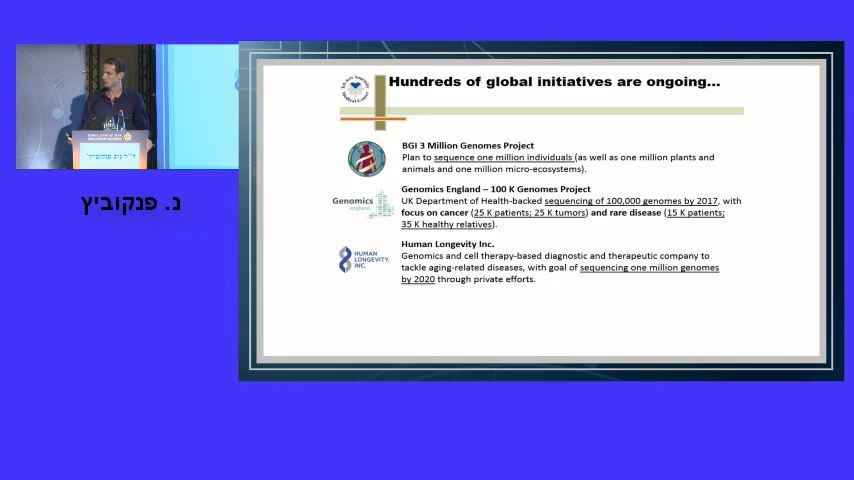 Hundreds of global initiatives are ongoing...
BGI 3 Million Genomes Project
Plan to sequence one million individuals (as well as one million plants and
animals and one million micro-ecosystems).
Genomics
england
Genomics England – 100 K Genomes Project
UK Department of Health-backed sequencing of 100,000 genomes by 2017, with
focus on cancer (25 K patients; 25 K tumors) and rare disease (15 K patients;
35 K healthy relatives).
HUMAN
LONGEVITY,
INC.
Human Longevity Inc.
Genomics and cell therapy-based diagnostic and therapeutic company to
tackle aging-related diseases, with goal of sequencing one million genomes
by 2020 through private efforts.
נ. פנקוביץ